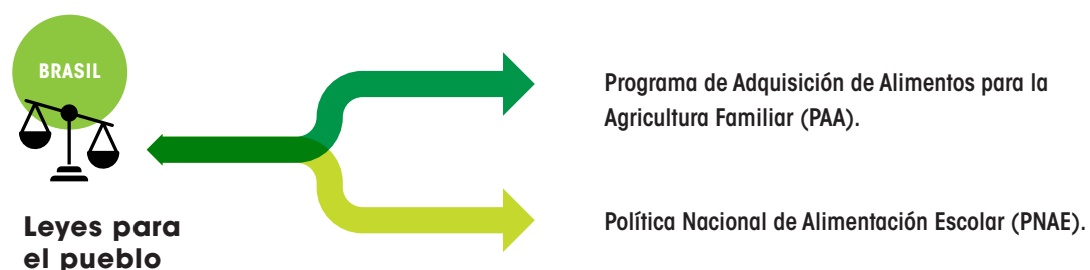 BRASIL
Leyes para
el pueblo
Programa de Adquisición de Alimentos para la
Agricultura Familiar (PAA).
Política Nacional de Alimentación Escolar (PNAE).